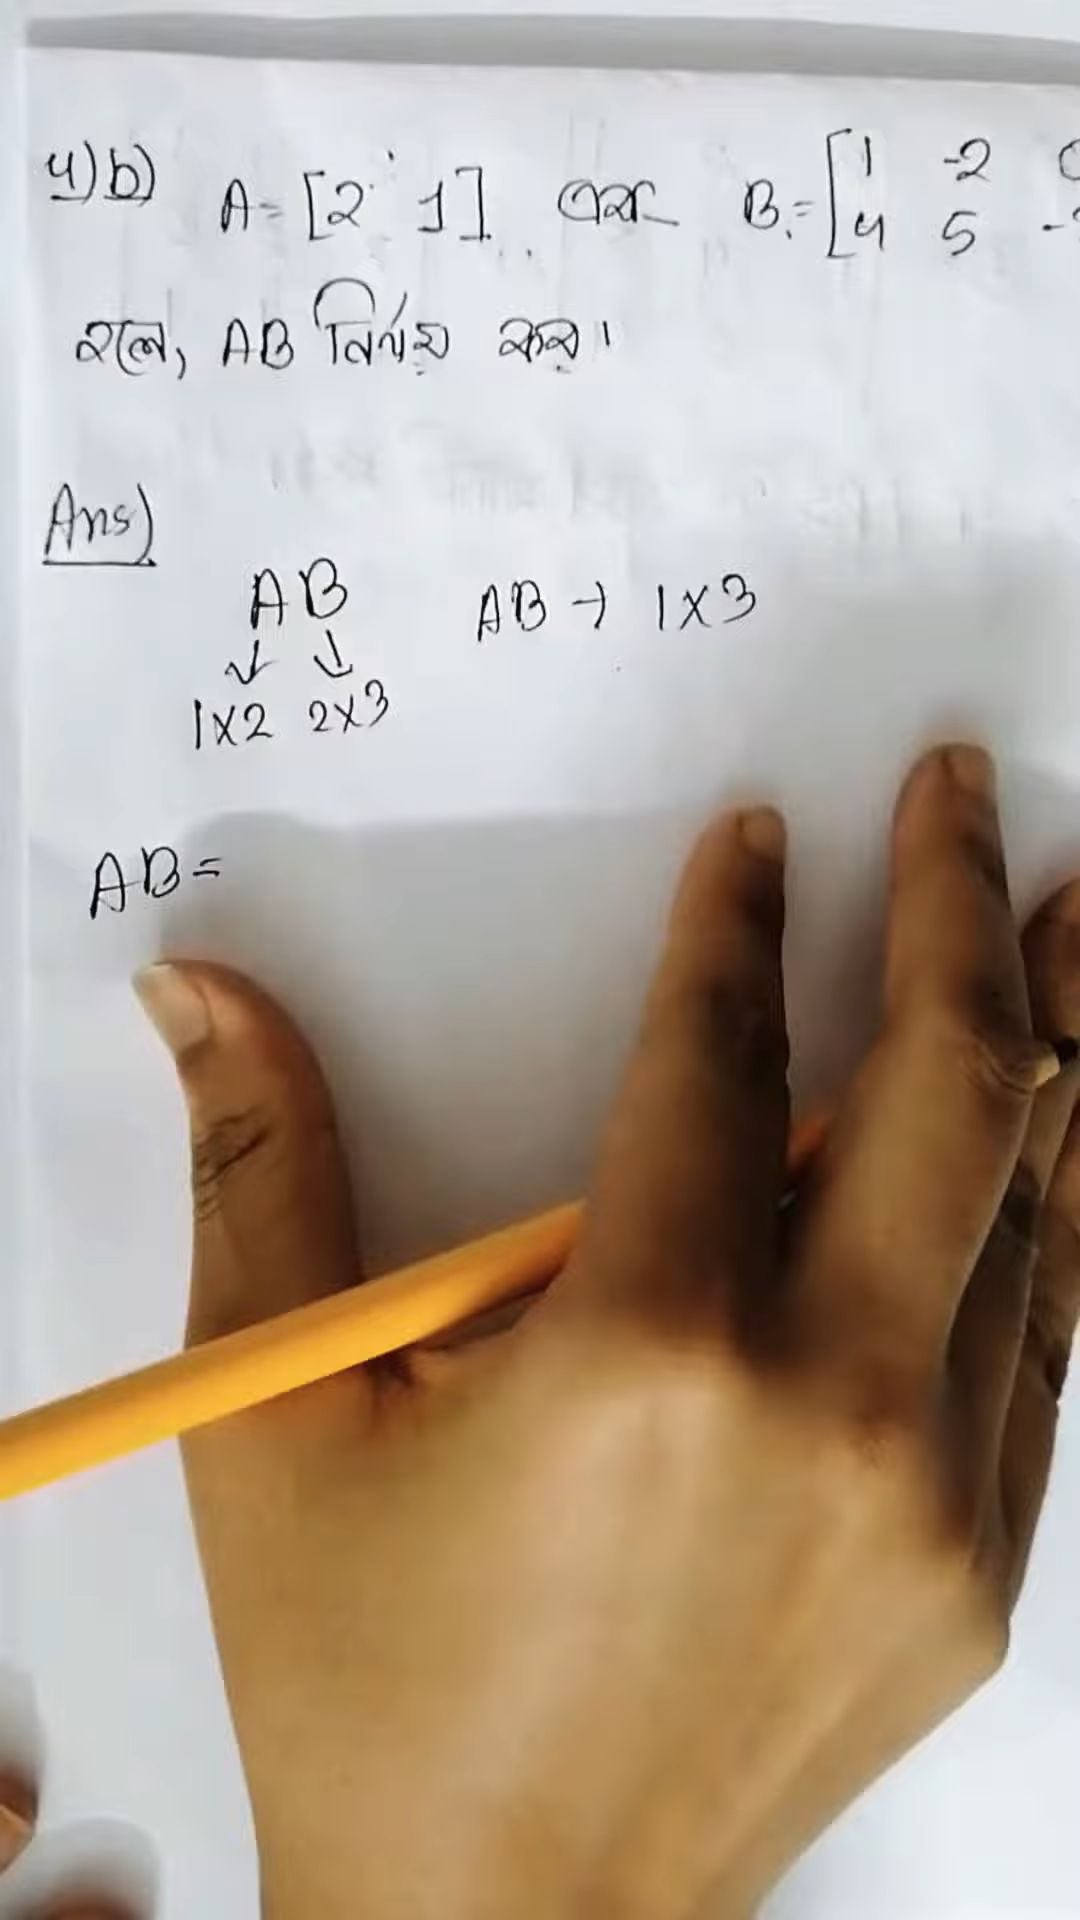 4)b) A = [2 1] এবং B = [1 -2
4 5 -
হলে, AB নির্ণয় কর।
Ans)
AB AB → 1×3
↓ ↓
1×2 2×3
AB =